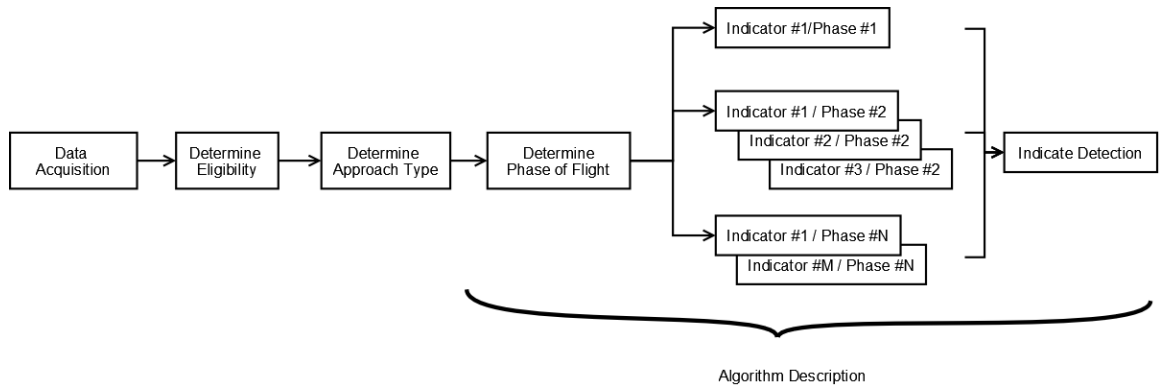 Data
Acquisition
Determine
Eligibility
Determine
Approach Type
Determine
Phase of Flight
Indicator #1/Phase #1
Indicator #1 / Phase #2
Indicator #2 / Phase #2
Indicator #3 / Phase #2
Indicator #1 / Phase #N
Indicator #M / Phase #N
Indicate Detection
Algorithm Description